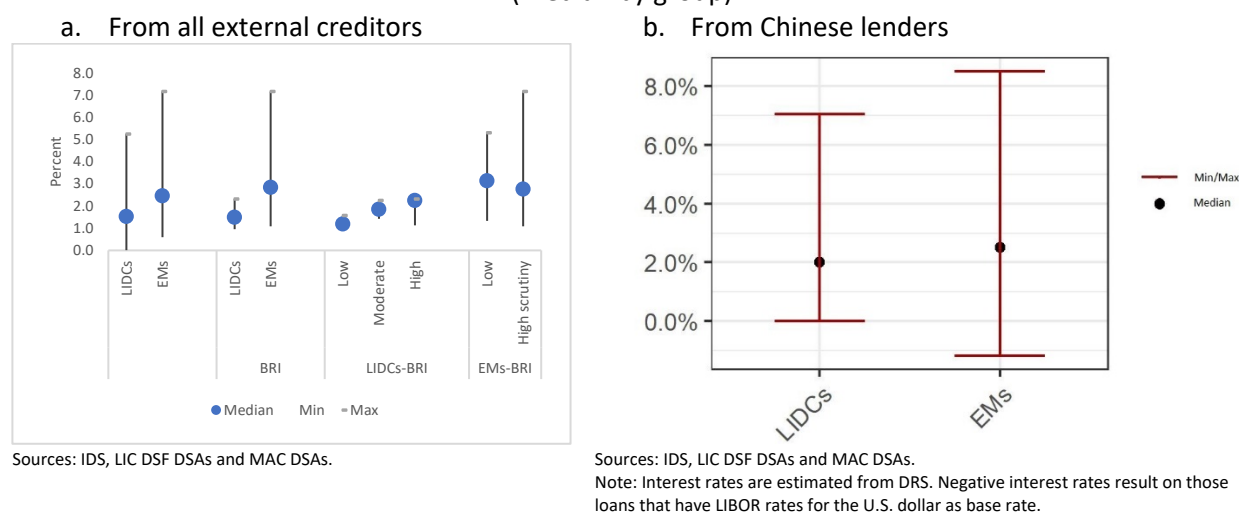 a. From all external creditors
8.0
7.0
6.0
5.0
4.0
3.0
2.0
1.0
0.0
Percent
LIDCs
EMs
LIDCs
EMs
Low
Moderate
High
Low
High scrutiny
BRI
LIDCs-BRI
EMs-BRI
Median Min Max
Sources: IDS, LIC DSF DSAs and MAC DSAs.
b. From Chinese lenders
8.0%
6.0%
4.0%
2.0%
0.0%
LIDCs
EMs
Min/Max
Median
Sources: IDS, LIC DSF DSAs and MAC DSAs.
Note: Interest rates are estimated from DRS. Negative interest rates result on those
loans that have LIBOR rates for the U.S. dollar as base rate.